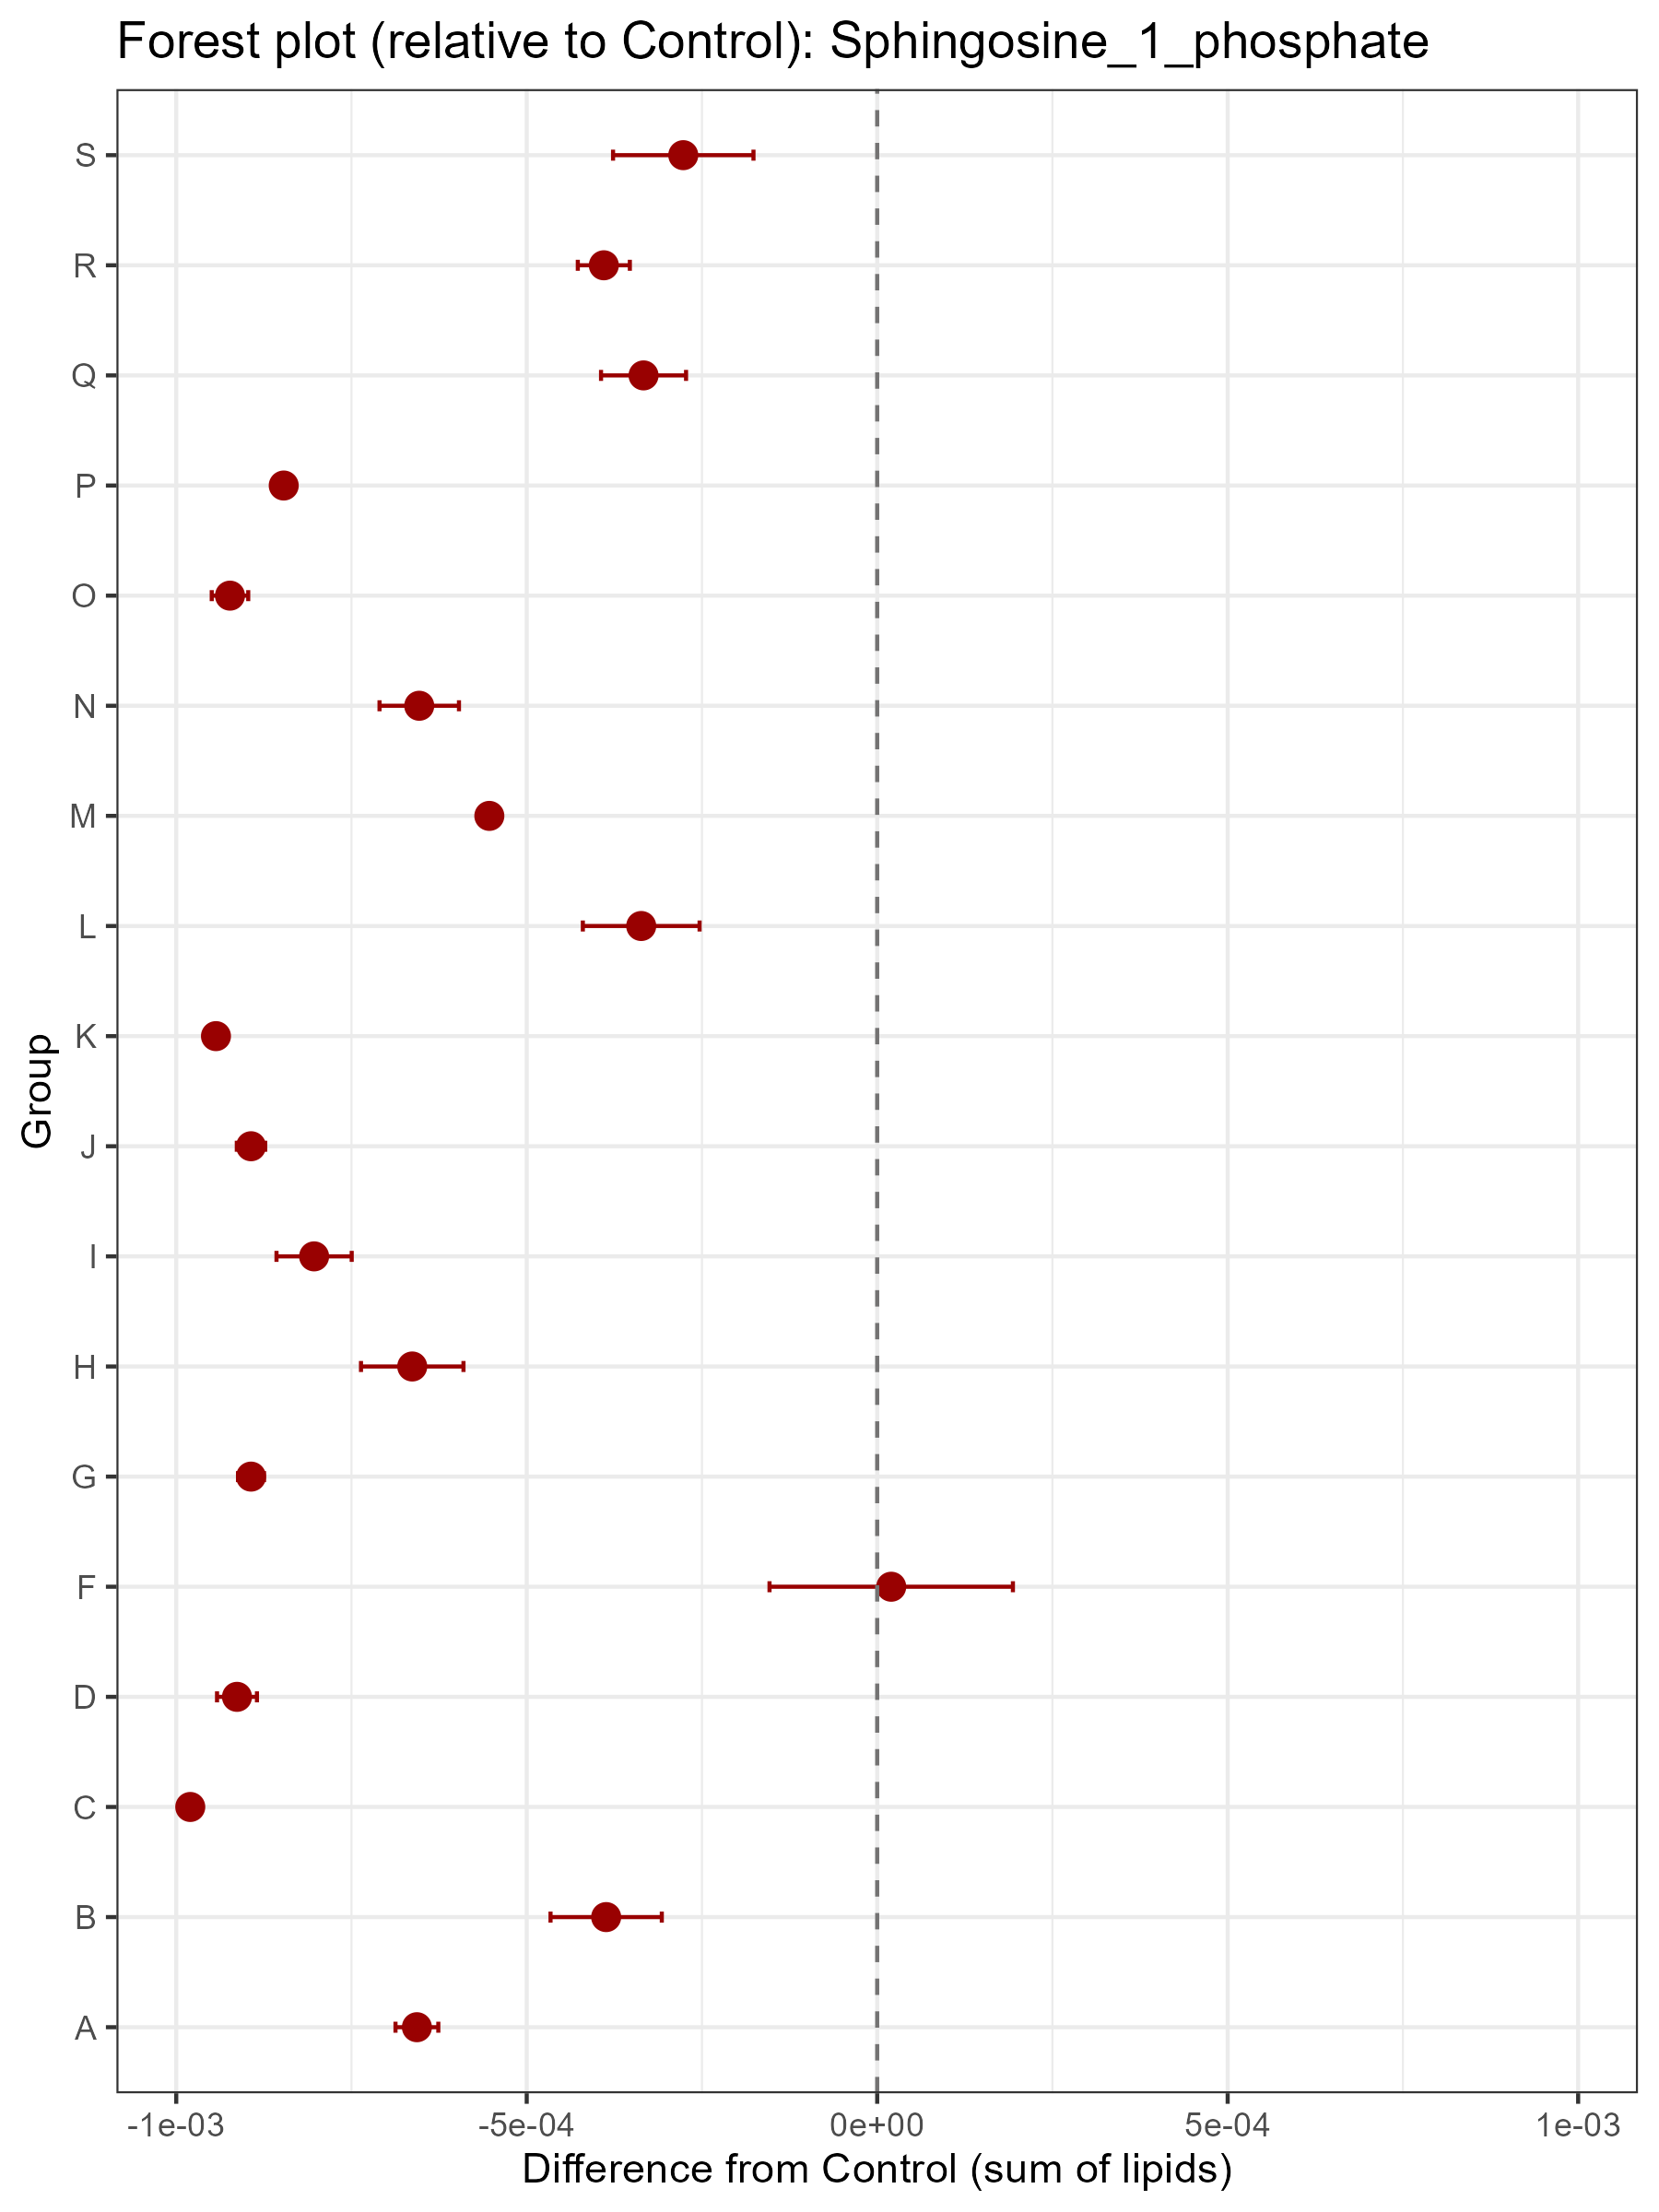 Forest plot (relative to Control): Sphingosine_1_phosphate
S
R
Q
P
O
N
M
L
K
J
I
H
G
F
D
C
B
A
Group
-1e-03 -5e-04 0e+00 5e-04 1e-03
Difference from Control (sum of lipids)